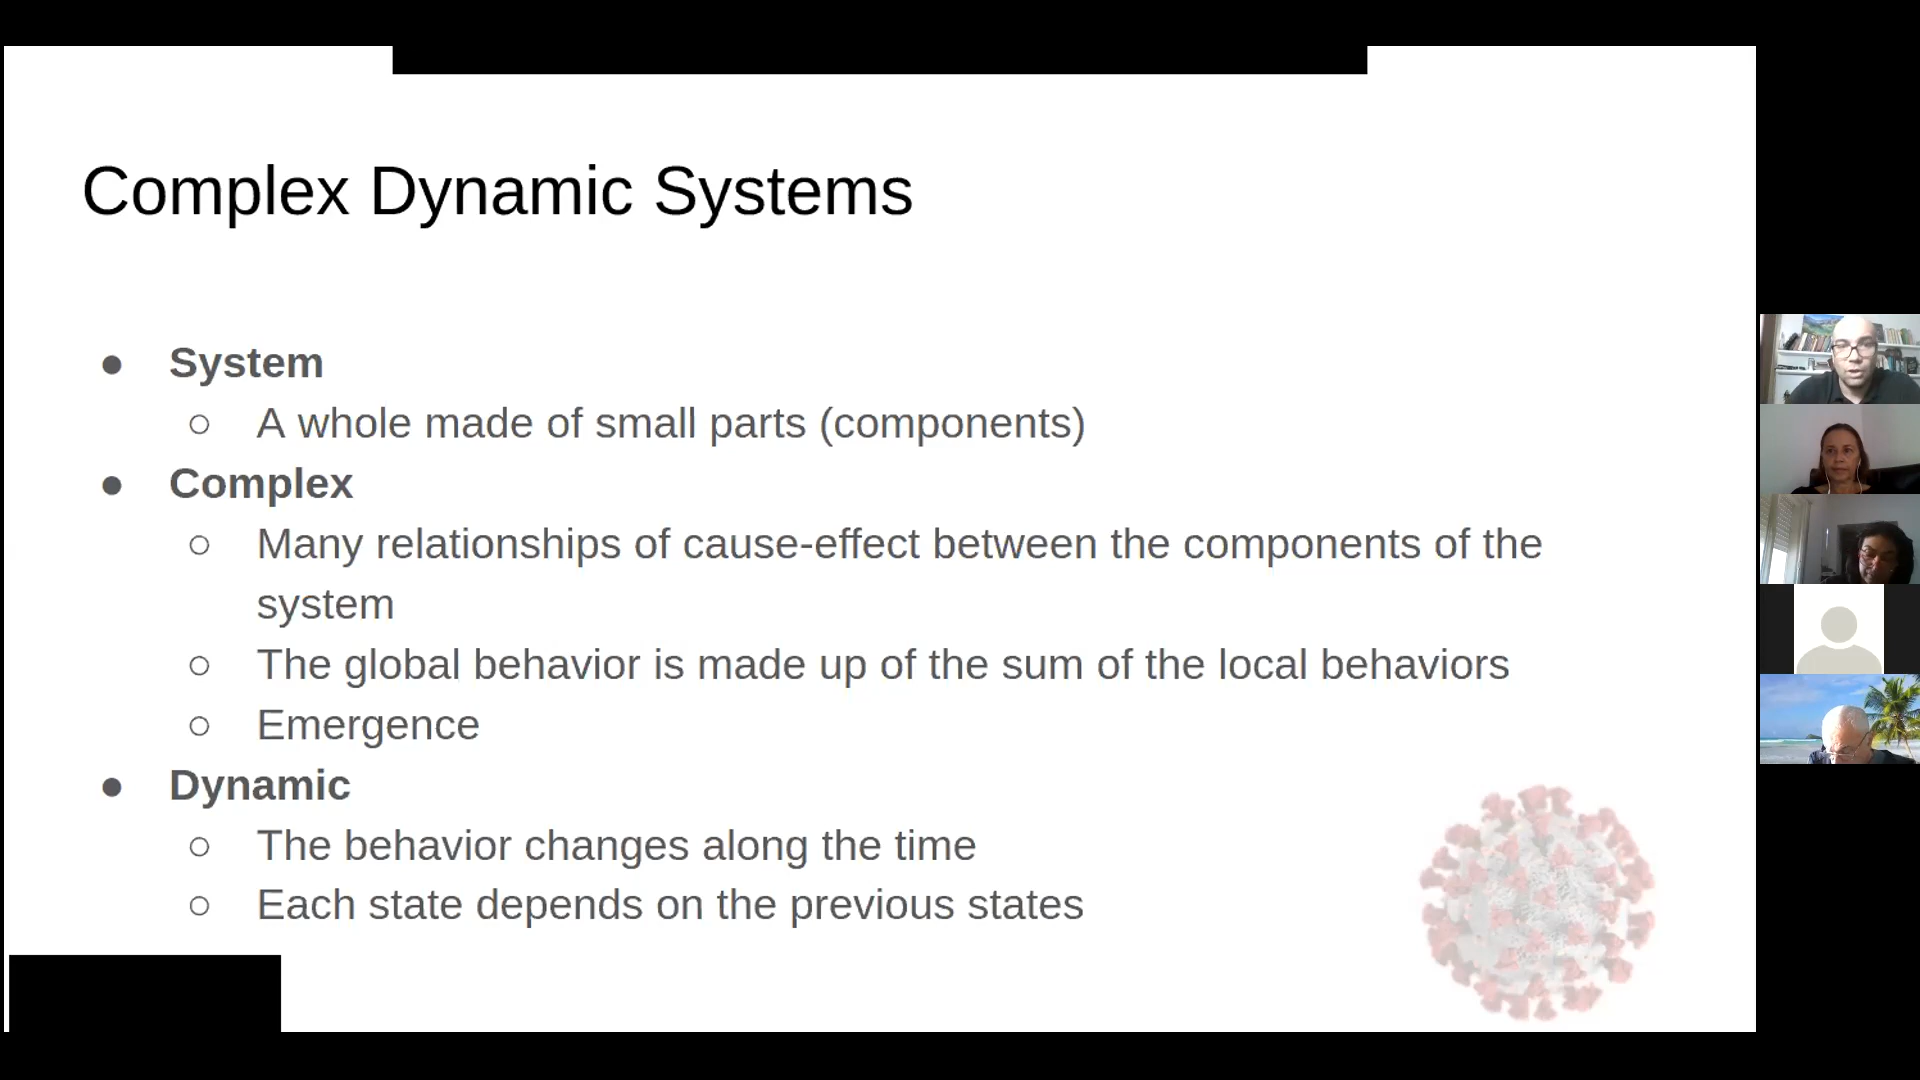 Complex Dynamic Systems
● System
○ A whole made of small parts (components)
● Complex
○ Many relationships of cause-effect between the components of the
system
○ The global behavior is made up of the sum of the local behaviors
○ Emergence
● Dynamic
○ The behavior changes along the time
○ Each state depends on the previous states